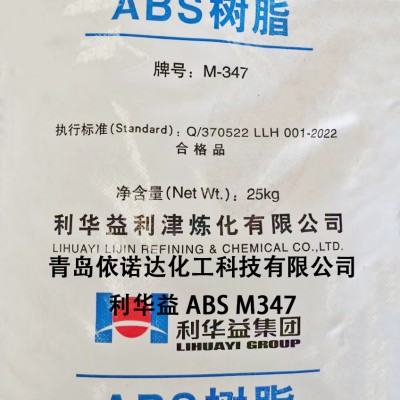 ABS树脂
牌号：M-347
执行标准(Standard)：Q/370522 LLH 001-2022
合格品
净含量(Net Wt.)：25kg
利华益利津炼化有限公司
LIHUAYI LIJIN REFINING & CHEMICAL CO.,LTD.
青岛依诺达化工科技有限公司
利华益 ABS M347
利华益集团
LIHUAYI GROUP
ABS树脂